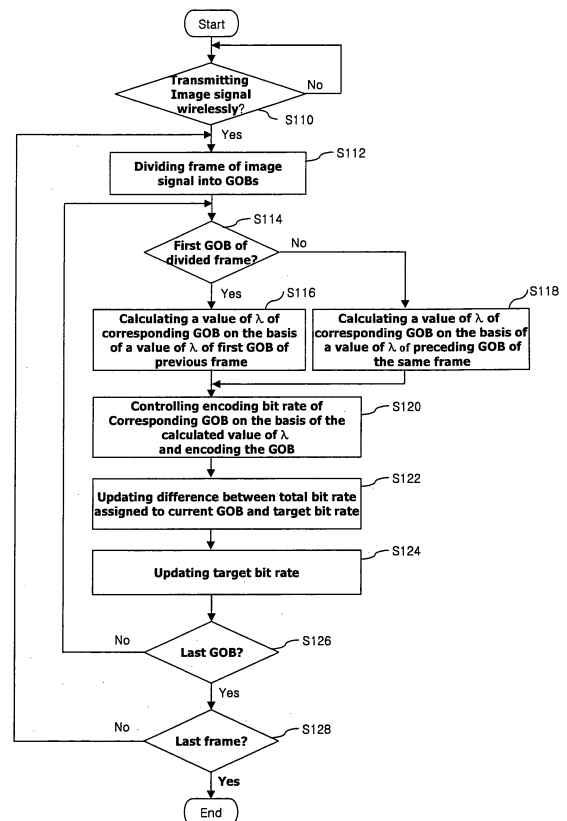 Start
Transmitting
Image signal
wirelessly?
No
S110
Yes
S112
Dividing frame of image
signal into GOBs
S114
First GOB of
divided frame?
No
Yes
S116
Calculating a value of λ of
corresponding GOB on the basis
of a value of λ of first GOB of
previous frame
S118
Calculating a value of λ of
corresponding GOB on the basis of
a value of λ of preceding GOB of
the same frame
S120
Controlling encoding bit rate of
Corresponding GOB on the basis of the
calculated value of λ
and encoding the GOB
S122
Updating difference between total bit rate
assigned to current GOB and target bit rate
S124
Updating target bit rate
No
Last GOB?
S126
Yes
No
Last frame?
S128
Yes
End